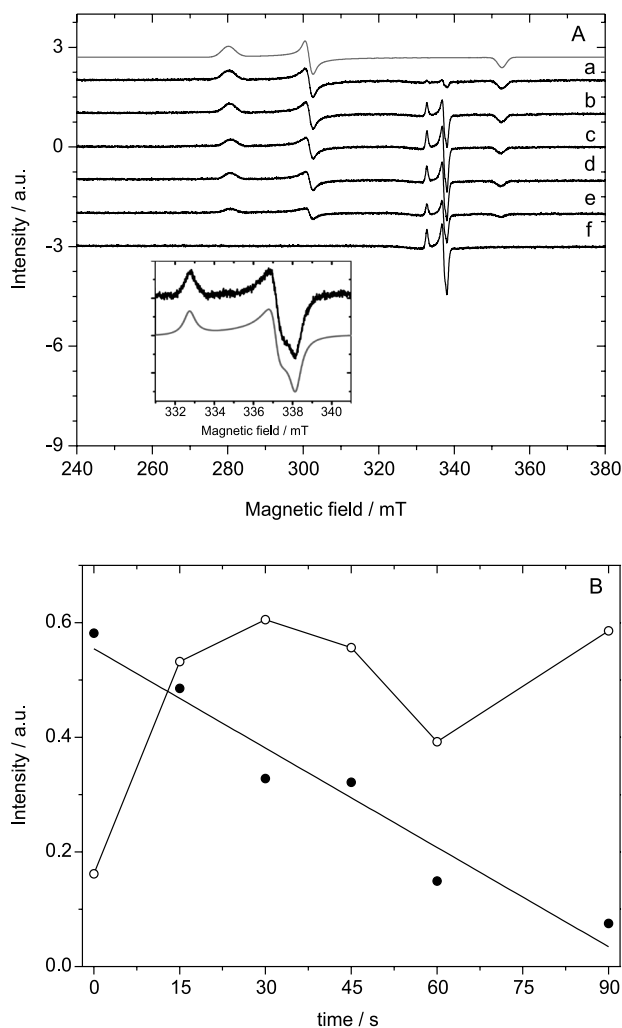 A
3
0
-3
-6
-9
Intensity / a.u.
a
b
c
d
e
f
332 334 336 338 340
Magnetic field / mT
240 260 280 300 320 340 360 380
Magnetic field / mT
B
0.6
0.4
0.2
0.0
Intensity / a.u.
0 15 30 45 60 75 90
time / s